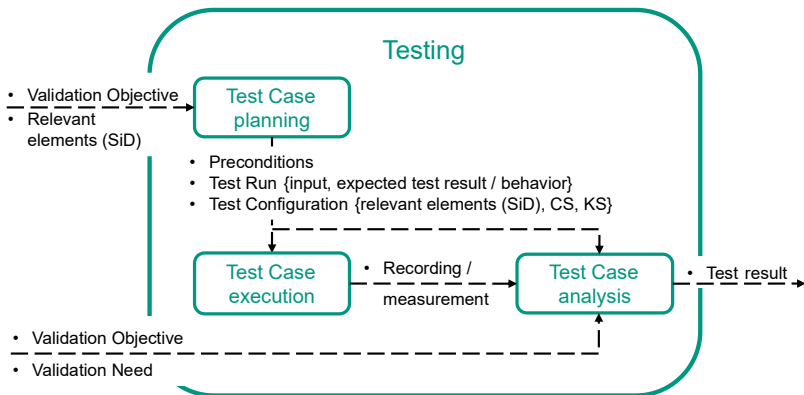 Testing
• Validation Objective
• Relevant
elements (SiD)
Test Case
planning
• Preconditions
• Test Run {input, expected test result / behavior}
• Test Configuration {relevant elements (SiD), CS, KS}
Test Case
execution
• Recording /
measurement
Test Case
analysis
• Test result
• Validation Objective
• Validation Need